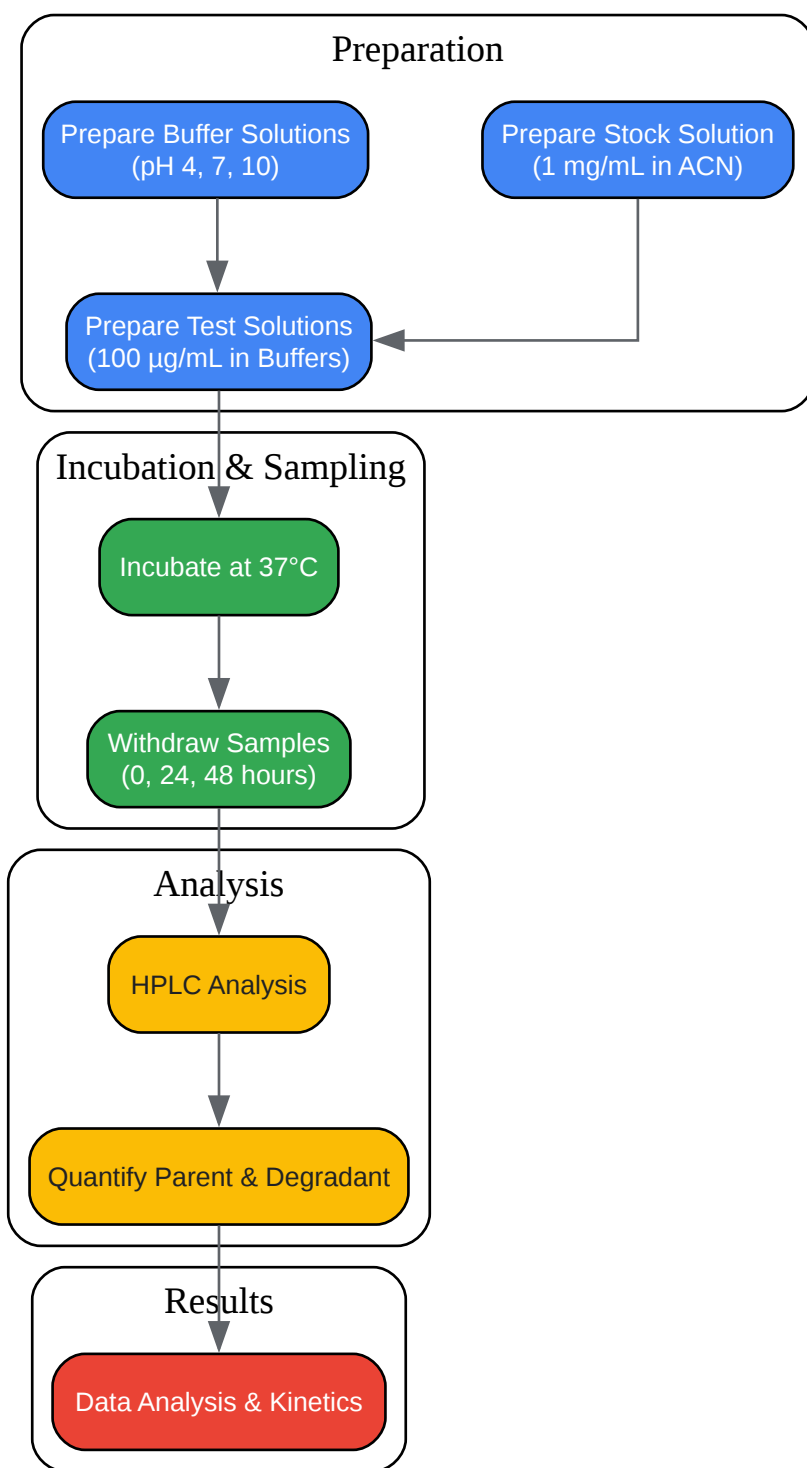 Preparation
Prepare Buffer Solutions
(pH 4, 7, 10)
Prepare Stock Solution
(1 mg/mL in ACN)
Prepare Test Solutions
(100 µg/mL in Buffers)
Incubation & Sampling
Incubate at 37°C
Withdraw Samples
(0, 24, 48 hours)
Analysis
HPLC Analysis
Quantify Parent & Degradant
Results
Data Analysis & Kinetics